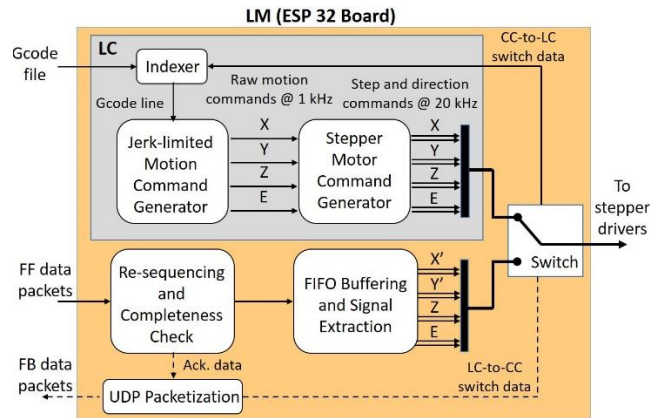 LM (ESP 32 Board)
LC
CC-to-LC
switch data
Gcode
file
Indexer
Raw motion
commands @ 1 kHz
Step and direction
commands @ 20 kHz
Gcode line
Jerk-limited
Motion
Command
Generator
X
Y
Z
E
Stepper
Motor
Command
Generator
X
Y
Z
E
To
stepper
drivers
Switch
FF data
packets
Re-sequencing
and
Completeness
Check
FIFO Buffering
and Signal
Extraction
X'
Y'
Z
E
Ack. data
FB data
packets
UDP Packetization
LC-to-CC
switch data